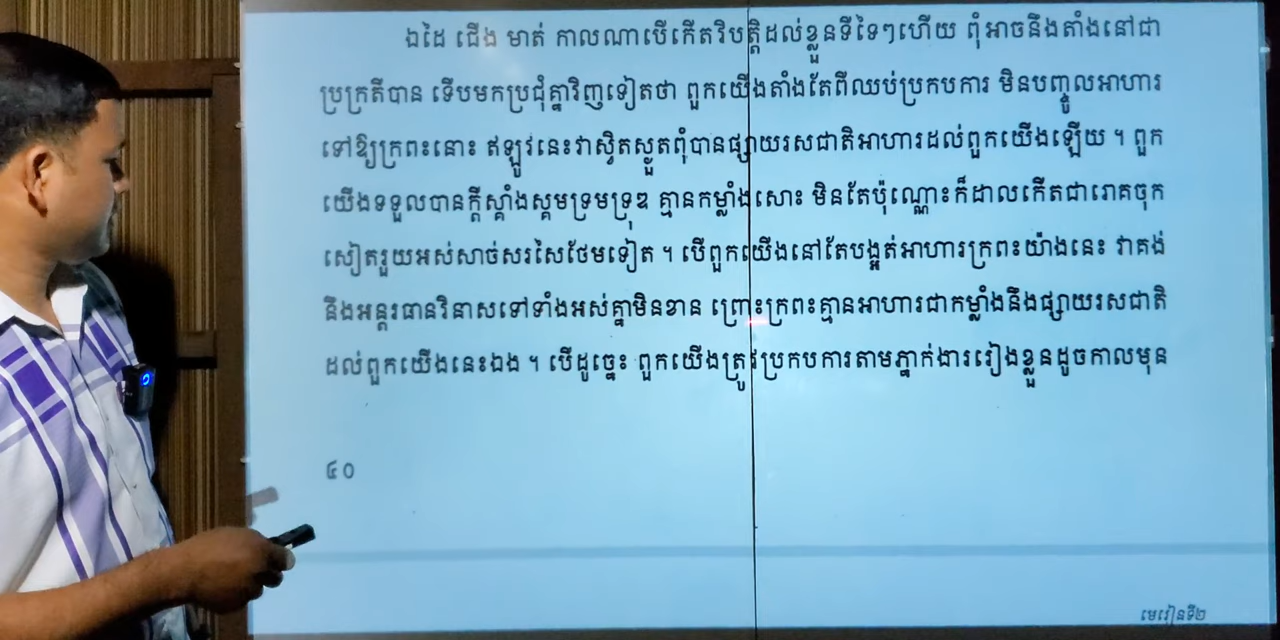 ឯដៃ ជើង មាត់ កាលណាបើកើតវិបត្តិដល់ខ្លួនទីទៃៗហើយ ពុំអាចនឹងតាំងនៅជា
ប្រក្រតីបាន ទើបមកប្រជុំគ្នាវិញទៀតថា ពួកយើងតាំងតែពីឈប់ប្រកបការ មិនបញ្ចូលអាហារ
ទៅឱ្យក្រពះនោះ ឥឡូវនេះវាស្វិតស្ងួតពុំបានផ្សាយរសជាតិអាហារដល់ពួកយើងឡើយ ។ ពួក
យើងទទួលបានក្តីស្គាំងស្គមទ្រមទ្រុឌ គ្មានកម្លាំងសោះ មិនតែប៉ុណ្ណោះក៏ដាលកើតជារោគចុក
សៀតរួយអស់សាច់សរសៃថែមទៀត ។ បើពួកយើងនៅតែបង្អត់អាហារក្រពះយ៉ាងនេះ វាគង់
នឹងអន្តរធានវិនាសទៅទាំងអស់គ្នាមិនខាន ព្រោះក្រពះគ្មានអាហារជាកម្លាំងនឹងផ្សាយរសជាតិ
ដល់ពួកយើងនេះឯង ។ បើដូច្នេះ ពួកយើងត្រូវប្រកបការតាមភ្នាក់ងាររៀងខ្លួនដូចកាលមុន
៤០
មេរៀនទី២